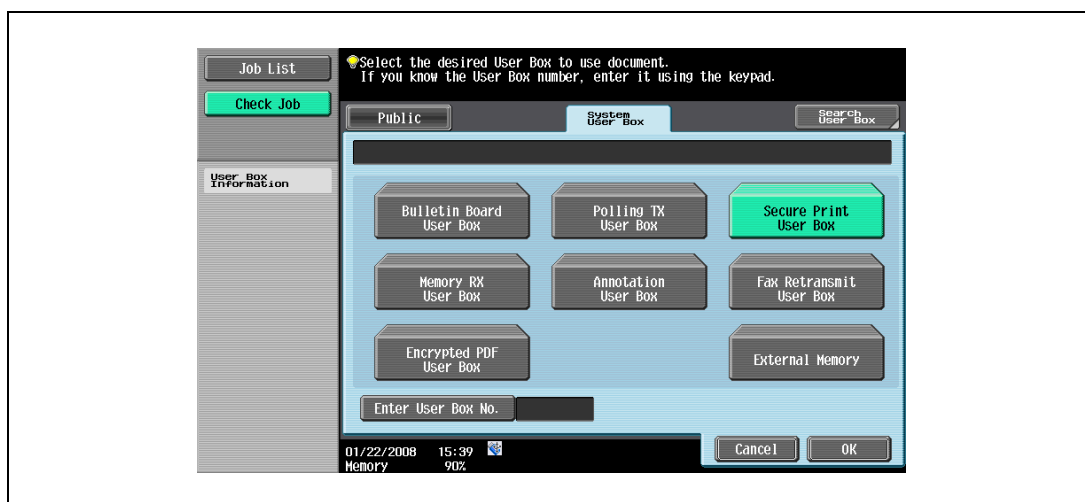 Job List
Check Job
User Box
Information
Select the desired User Box to use document.
If you know the User Box number, enter it using the keypad.
Public
System
User Box
Search
User Box
Bulletin Board
User Box
Polling TX
User Box
Secure Print
User Box
Memory RX
User Box
Annotation
User Box
Fax Retransmit
User Box
Encrypted PDF
User Box
External Memory
Enter User Box No.
01/22/2008 15:39
Memory 90%
Cancel
OK